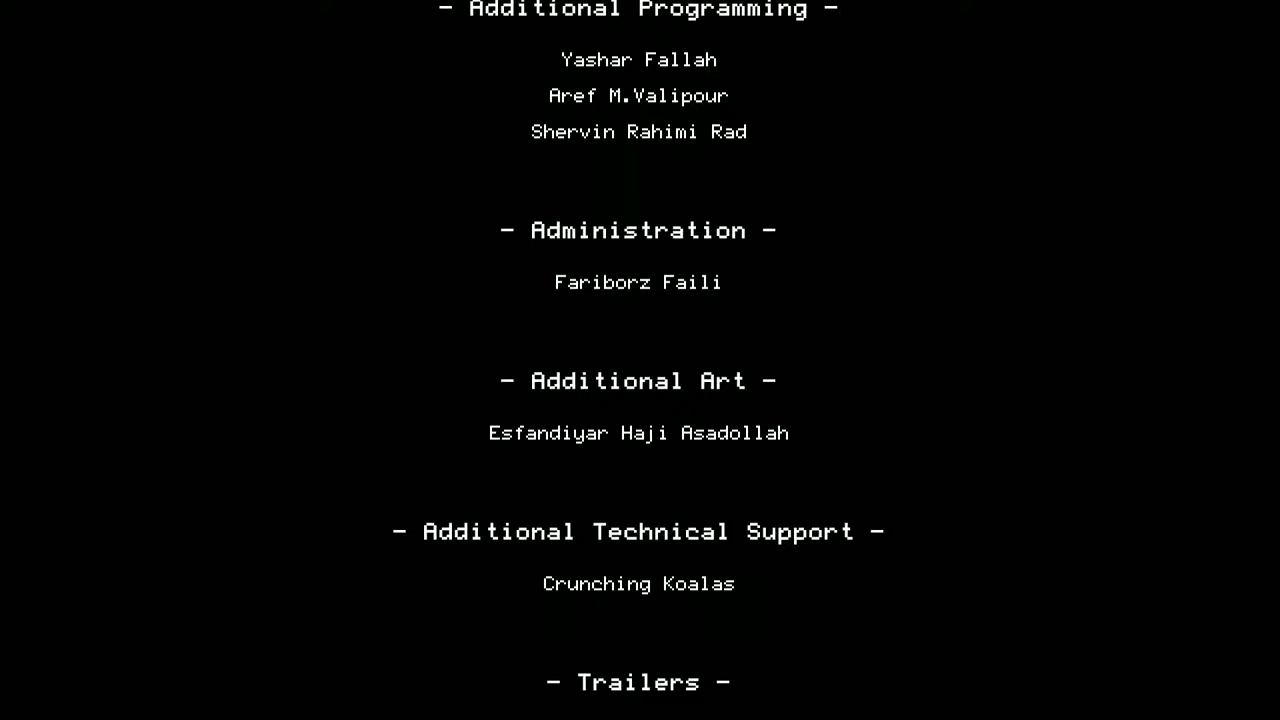 - Additional Programming -
Yashar Fallah
Aref M.Valipour
Shervin Rahimi Rad
- Administration -
Fariborz Faili
- Additional Art -
Esfandiyar Haji Asadollah
- Additional Technical Support -
Crunching Koalas
- Trailers -